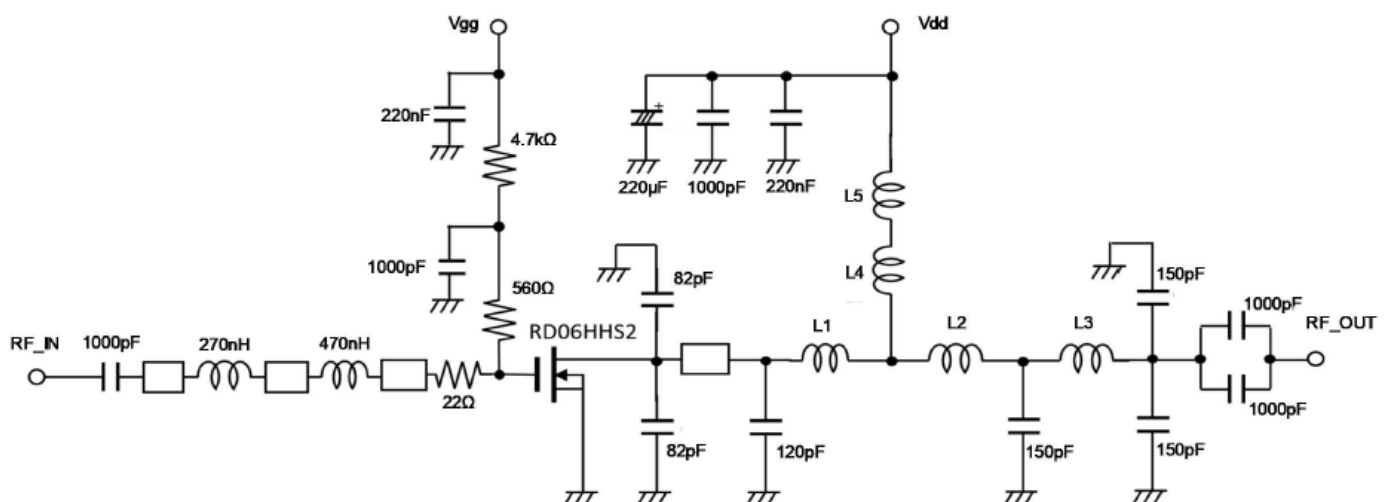 Vgg
Vdd
220nF
4.7kΩ
220µF
1000pF
220nF
L5
1000pF
560Ω
82pF
L4
150pF
1000pF
RD06HHS2
RF_IN
1000pF
270nH
470nH
L1
L2
L3
RF_OUT
22Ω
1000pF
82pF
120pF
150pF
150pF